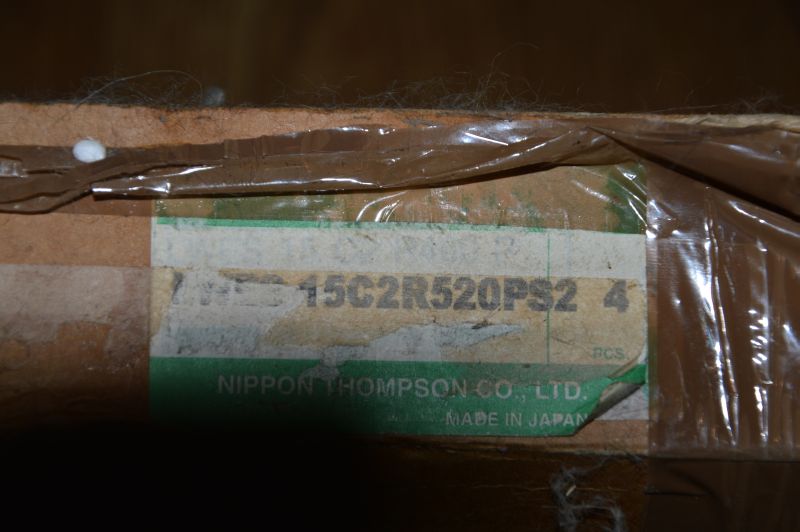 15C2R520PS2 4
PCS.
NIPPON THOMPSON CO., LTD.
MADE IN JAPAN